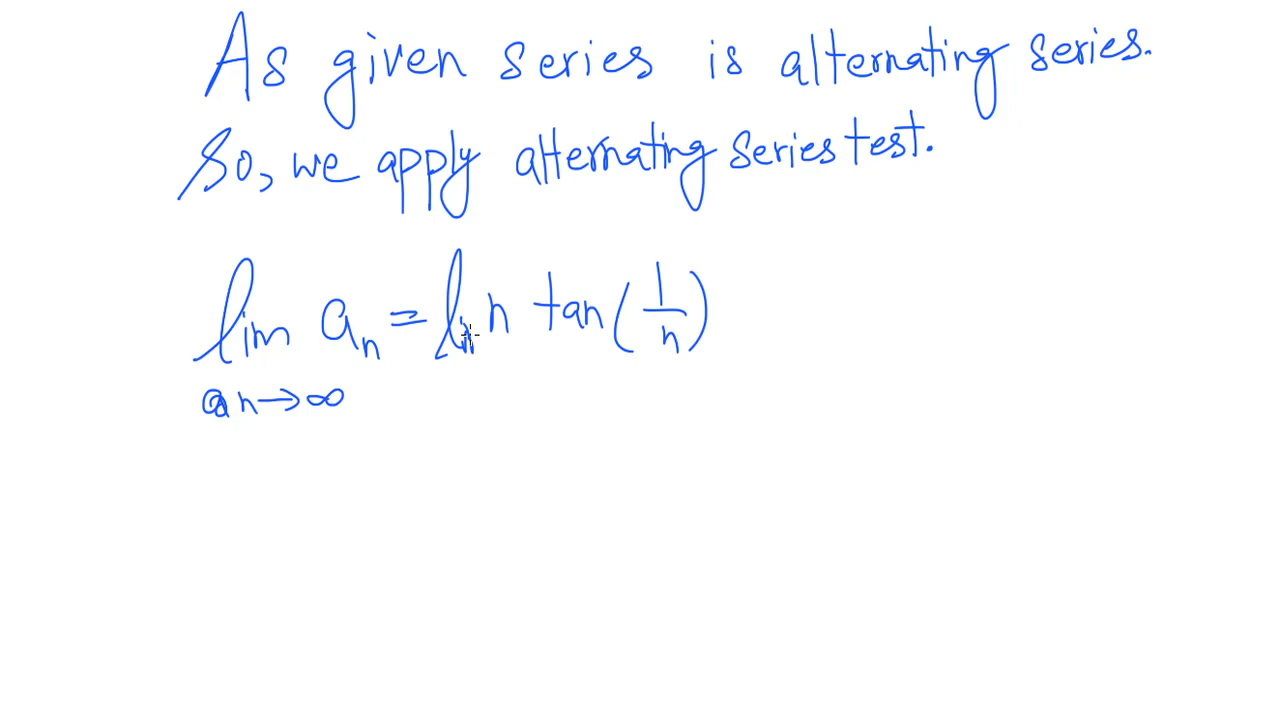 As given series is alternating series.
So, we apply alternating series test.
lim aₙ = lim n tan(1/n)
n→∞